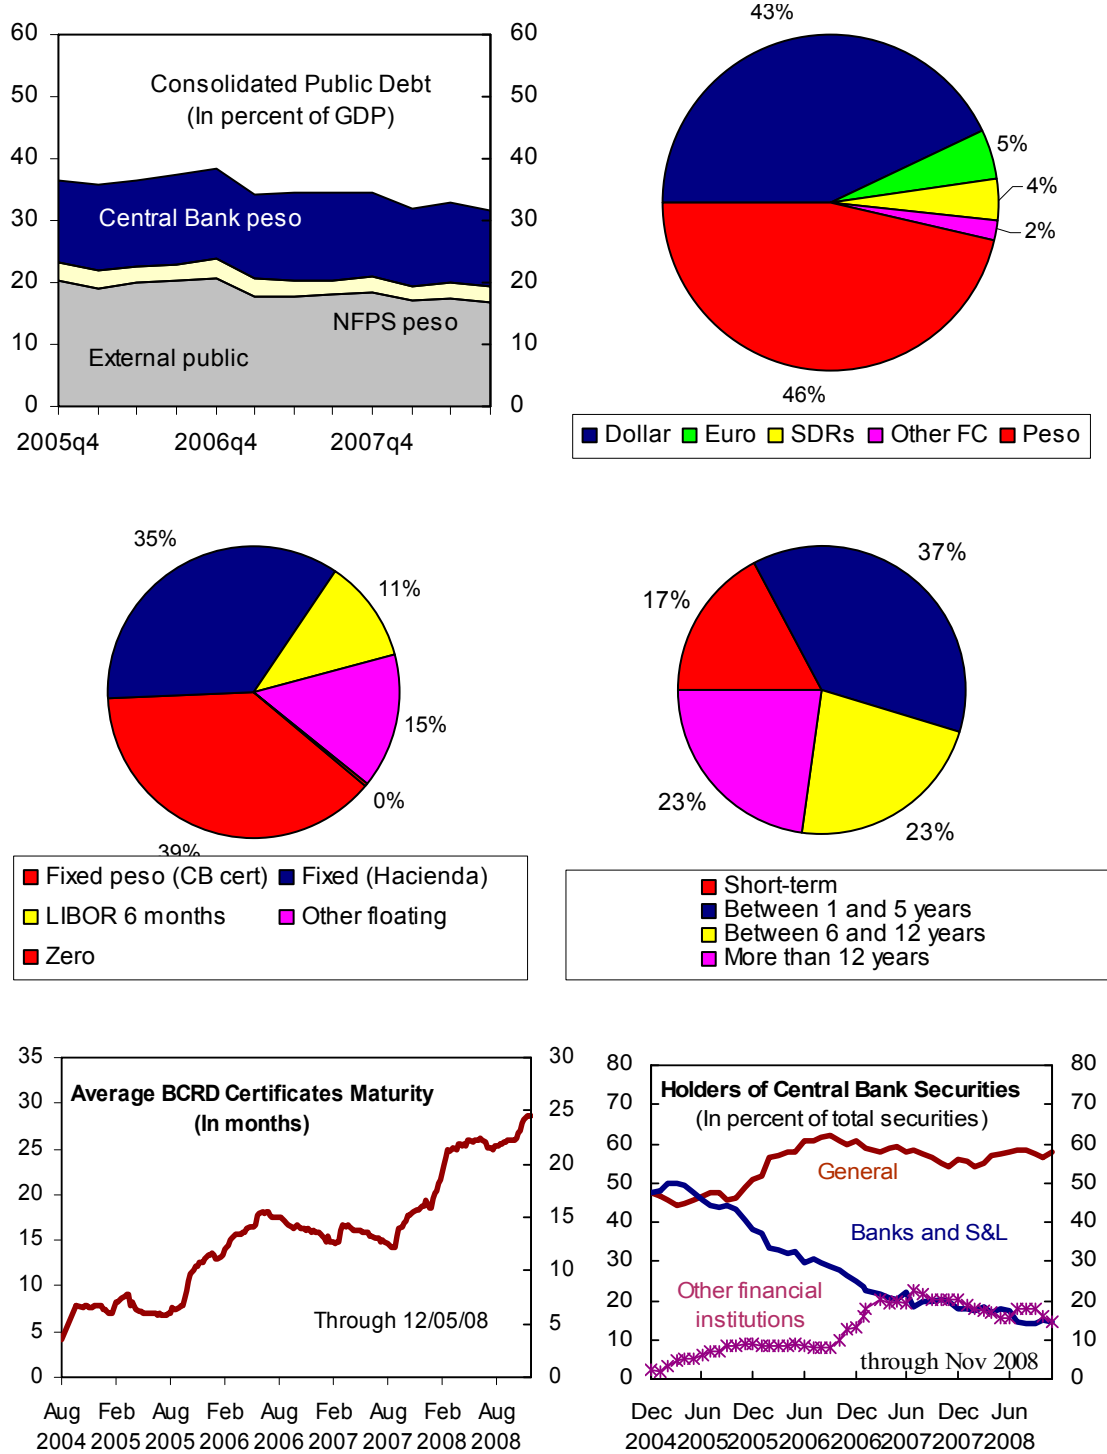 60
50
40
30
20
10
0
Consolidated Public Debt
(In percent of GDP)
Central Bank peso
NFPS peso
External public
60
50
40
30
20
10
0
2005q4 2006q4 2007q4
43%
5%
4%
2%
46%
Dollar Euro SDRs Other FC Peso
35%
11%
15%
0%
39%
Fixed peso (CB cert) Fixed (Hacienda)
LIBOR 6 months Other floating
Zero
37%
17%
23%
23%
Short-term
Between 1 and 5 years
Between 6 and 12 years
More than 12 years
35
30
25
20
15
10
5
0
Average BCRD Certificates Maturity
(In months)
Through 12/05/08
30
25
20
15
10
5
0
Aug Feb Aug Feb Aug Feb Aug Feb Aug
2004 2005 2005 2006 2006 2007 2007 2008 2008
80
70
60
50
40
30
20
10
0
Holders of Central Bank Securities
(In percent of total securities)
General
Banks and S&L
Other financial
institutions
through Nov 2008
80
70
60
50
40
30
20
10
0
Dec Jun Dec Jun Dec Jun Dec Jun
2004 2005 2005 2006 2006 2007 2007 2008